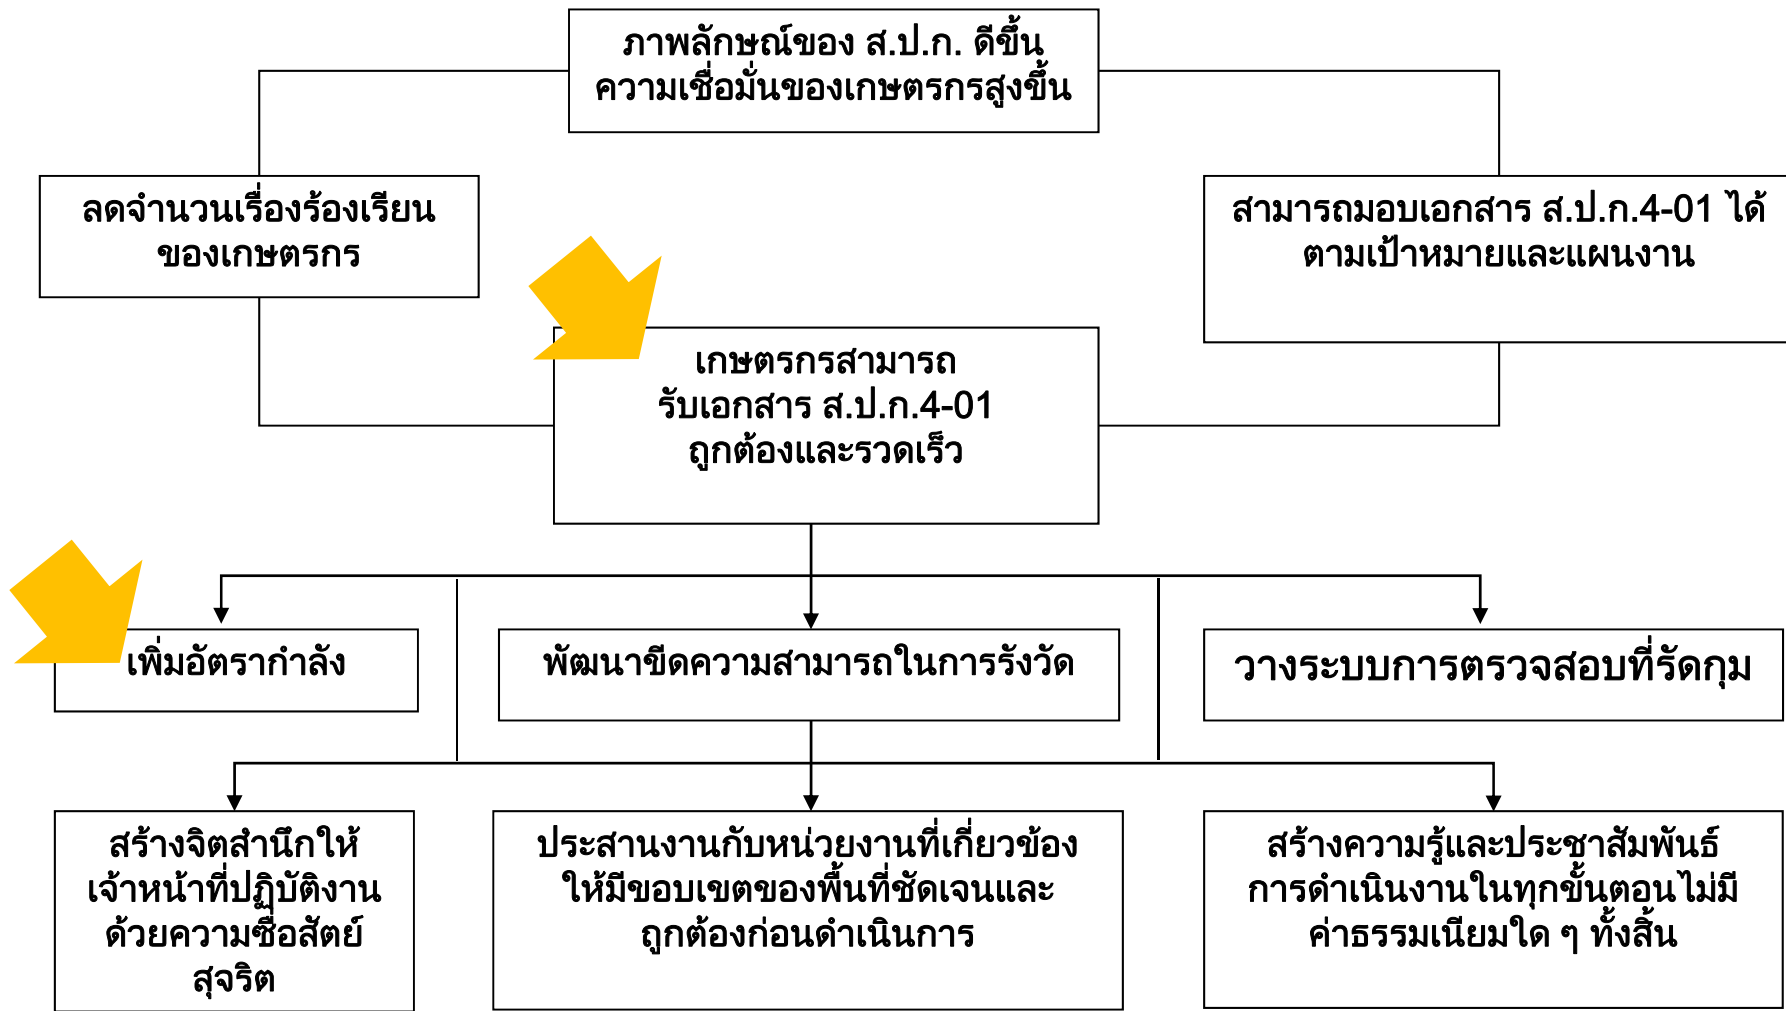 ภาพลักษณ์ของ ส.ป.ก. ดีขึ้น
ความเชื่อมั่นของเกษตรกรสูงขึ้น
ลดจำนวนเรื่องร้องเรียน
ของเกษตรกร
สามารถมอบเอกสาร ส.ป.ก.4-01 ได้
ตามเป้าหมายและแผนงาน
เกษตรกรสามารถ
รับเอกสาร ส.ป.ก.4-01
ถูกต้องและรวดเร็ว
เพิ่มอัตรากำลัง
พัฒนาขีดความสามารถในการรังวัด
วางระบบการตรวจสอบที่รัดกุม
สร้างจิตสำนึกให้
เจ้าหน้าที่ปฏิบัติงาน
ด้วยความซื่อสัตย์
สุจริต
ประสานงานกับหน่วยงานที่เกี่ยวข้อง
ให้มีขอบเขตของพื้นที่ชัดเจนและ
ถูกต้องก่อนดำเนินการ
สร้างความรู้และประชาสัมพันธ์
การดำเนินงานในทุกขั้นตอนไม่มี
ค่าธรรมเนียมใด ๆ ทั้งสิ้น